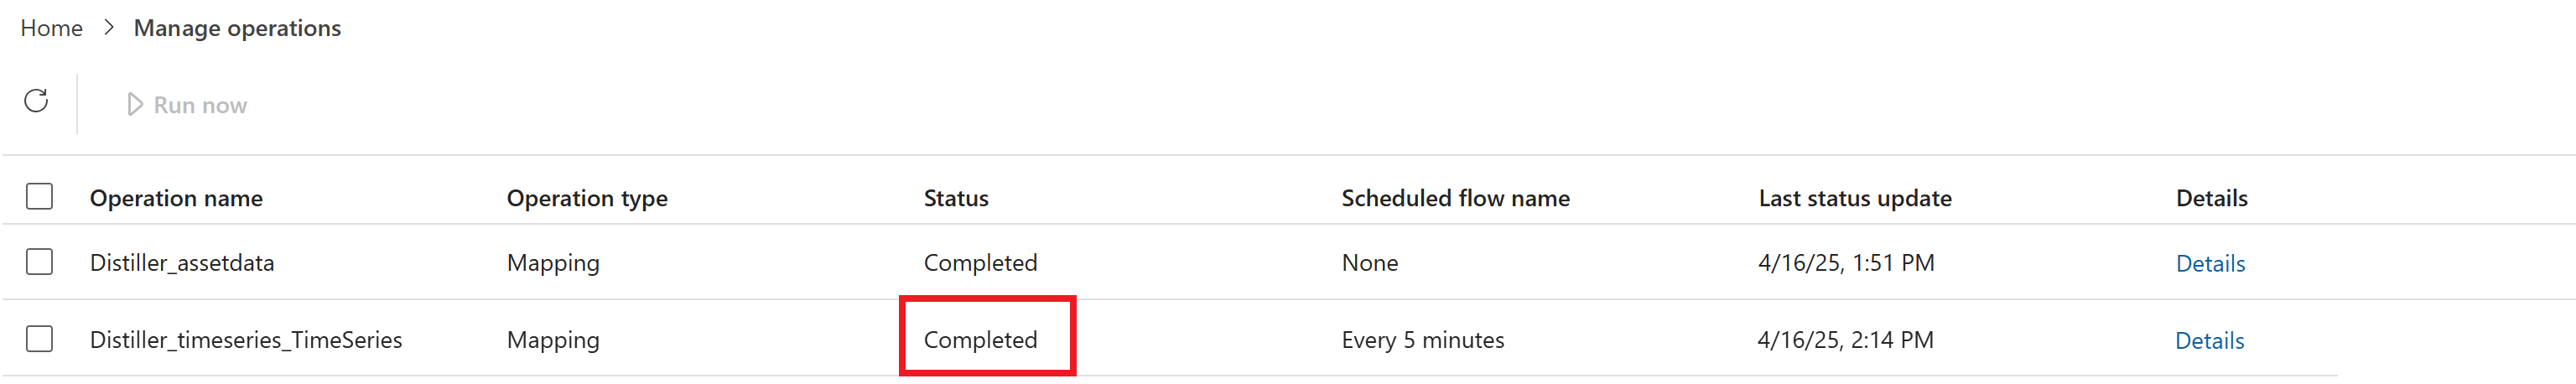 Home > Manage operations
Run now
Operation name Operation type Status Scheduled flow name Last status update Details
Distiller_assetdata Mapping Completed None 4/16/25, 1:51 PM Details
Distiller_timeseries_TimeSeries Mapping Completed Every 5 minutes 4/16/25, 2:14 PM Details